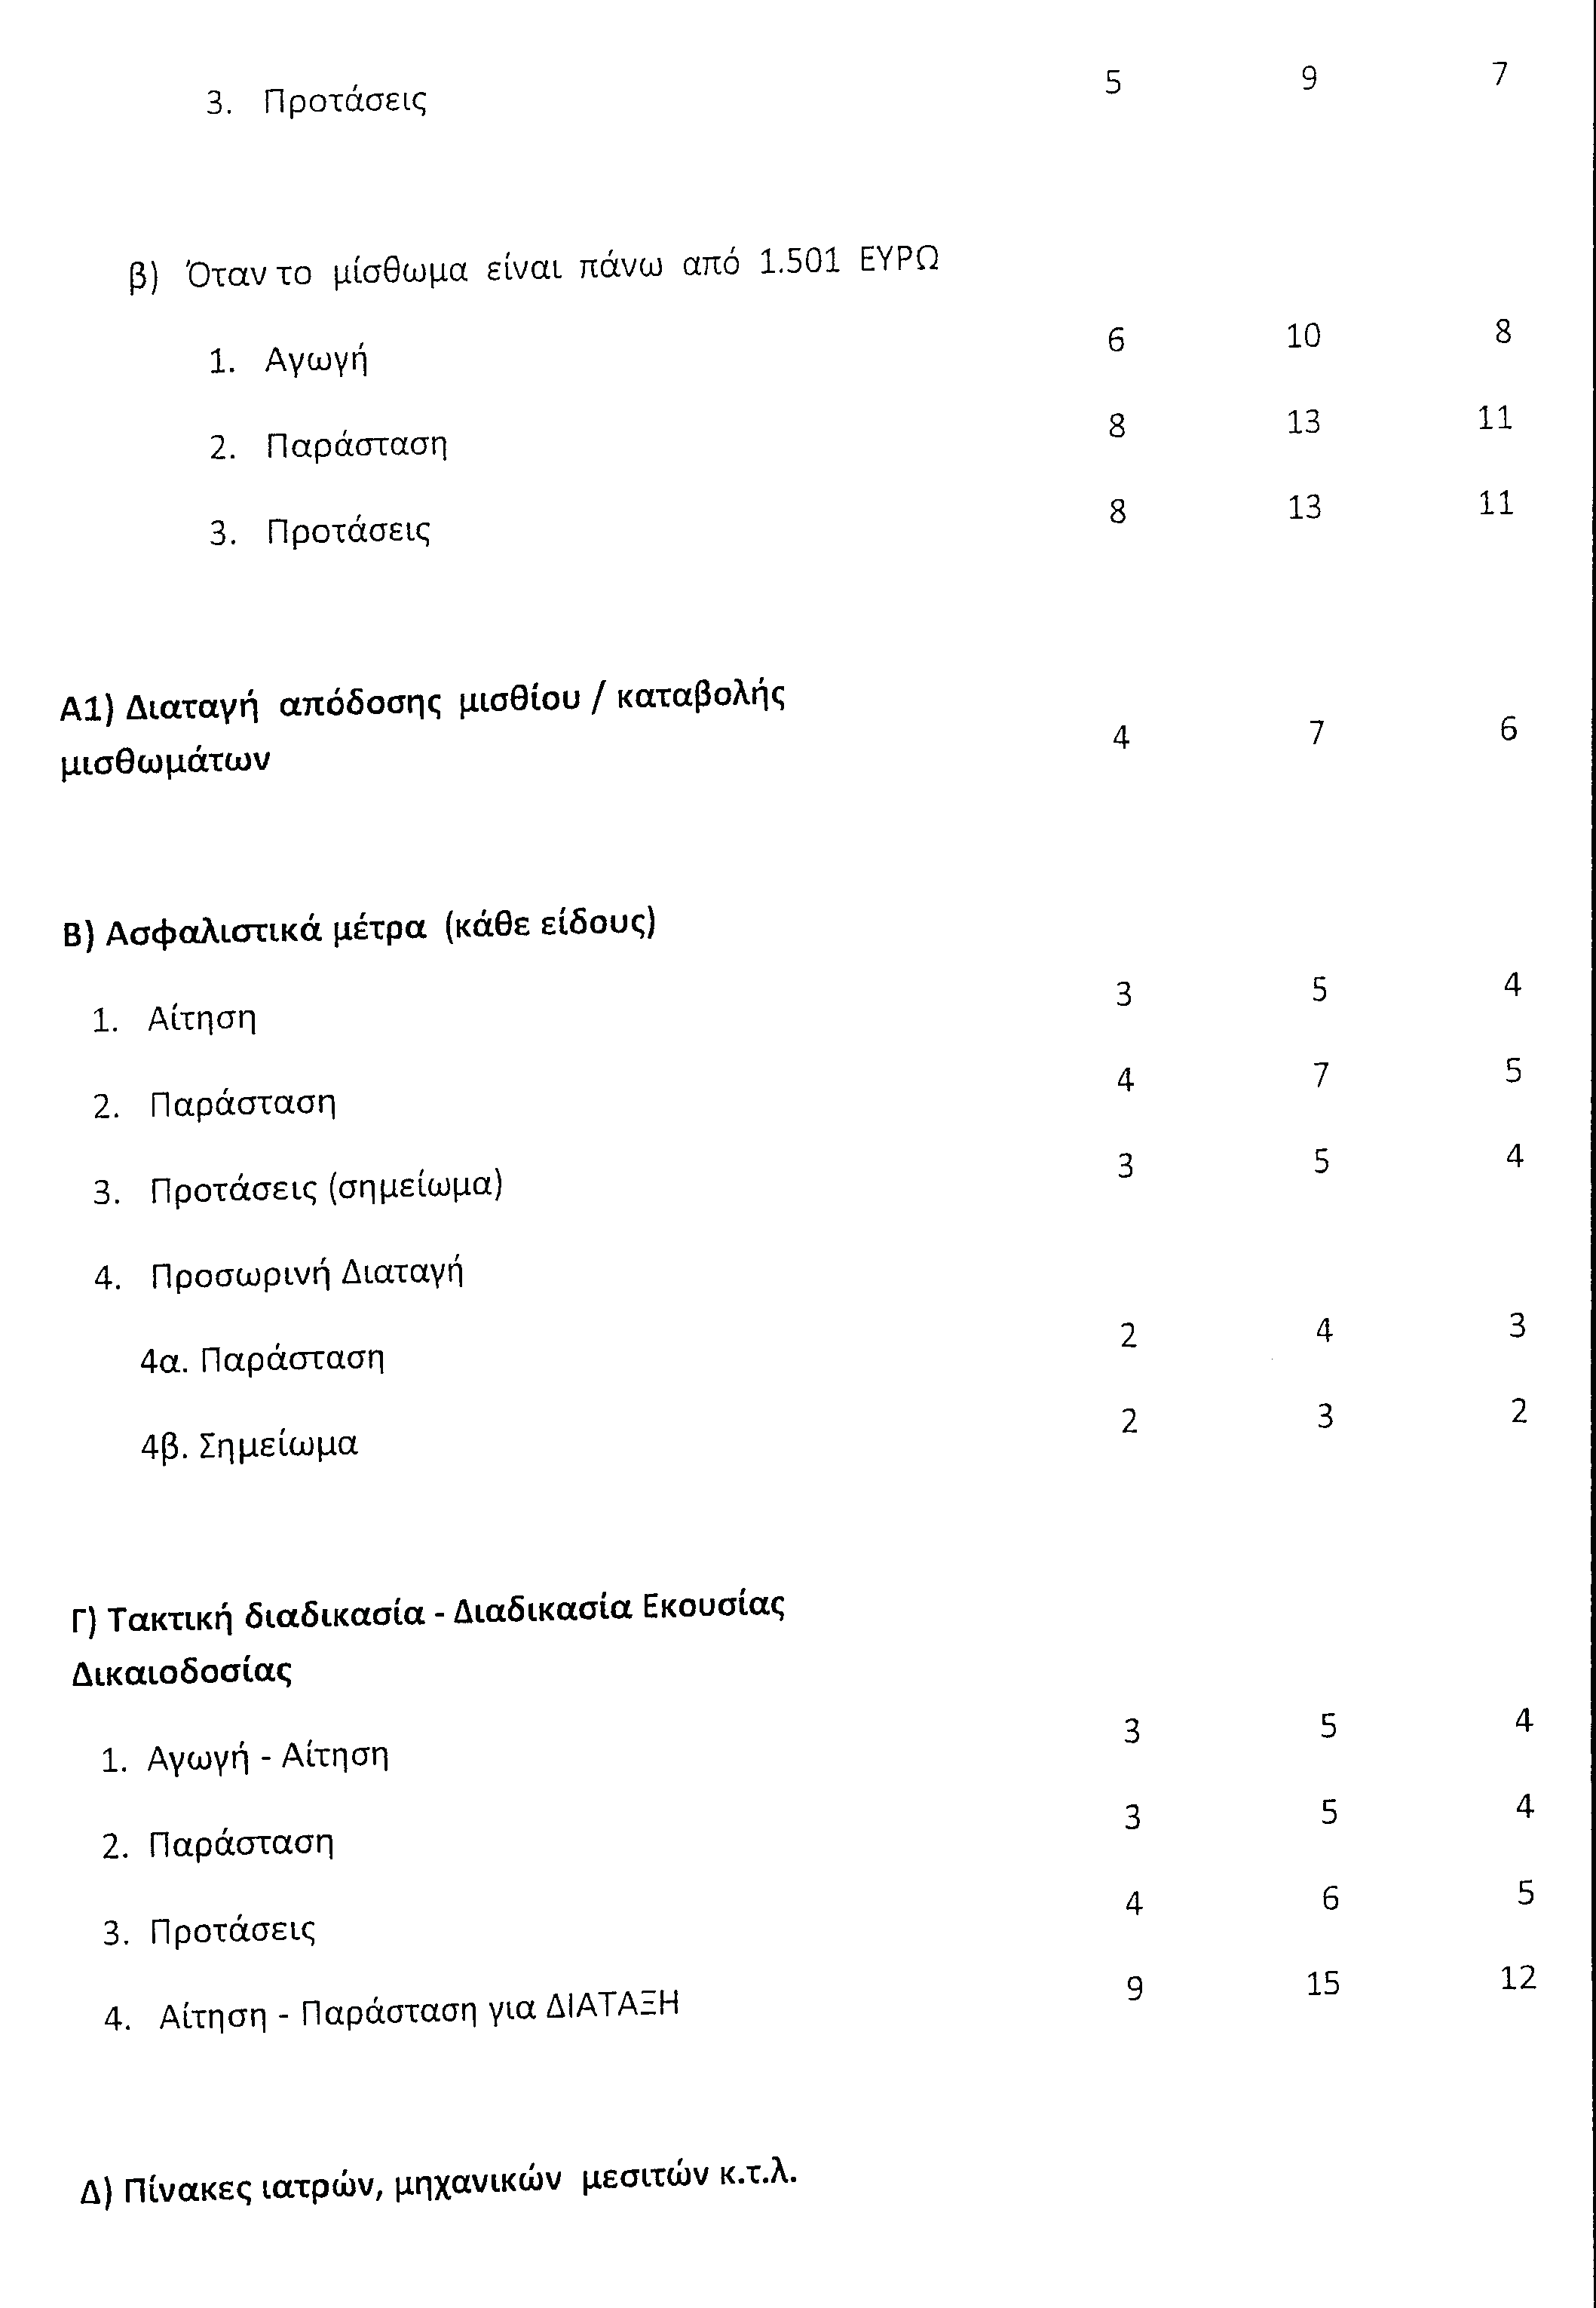 3. Προτάσεις 5 9 7
β) Όταν το μίσθωμα είναι πάνω από 1.501 ΕΥΡΩ
1. Αγωγή 6 10 8
2. Παράσταση 8 13 11
3. Προτάσεις 8 13 11
Α1) Διαταγή απόδοσης μισθίου / καταβολής
μισθωμάτων 4 7 6
Β) Ασφαλιστικά μέτρα (κάθε είδους)
1. Αίτηση 3 5 4
2. Παράσταση 4 7 5
3. Προτάσεις (σημείωμα) 3 5 4
4. Προσωρινή Διαταγή
4α. Παράσταση 2 4 3
4β. Σημείωμα 2 3 2
Γ) Τακτική διαδικασία - Διαδικασία Εκουσίας
Δικαιοδοσίας
1. Αγωγή - Αίτηση 3 5 4
2. Παράσταση 3 5 4
3. Προτάσεις 4 6 5
4. Αίτηση - Παράσταση για ΔΙΑΤΑΞΗ 9 15 12
Δ) Πίνακες ιατρών, μηχανικών μεσιτών κ.τ.λ.